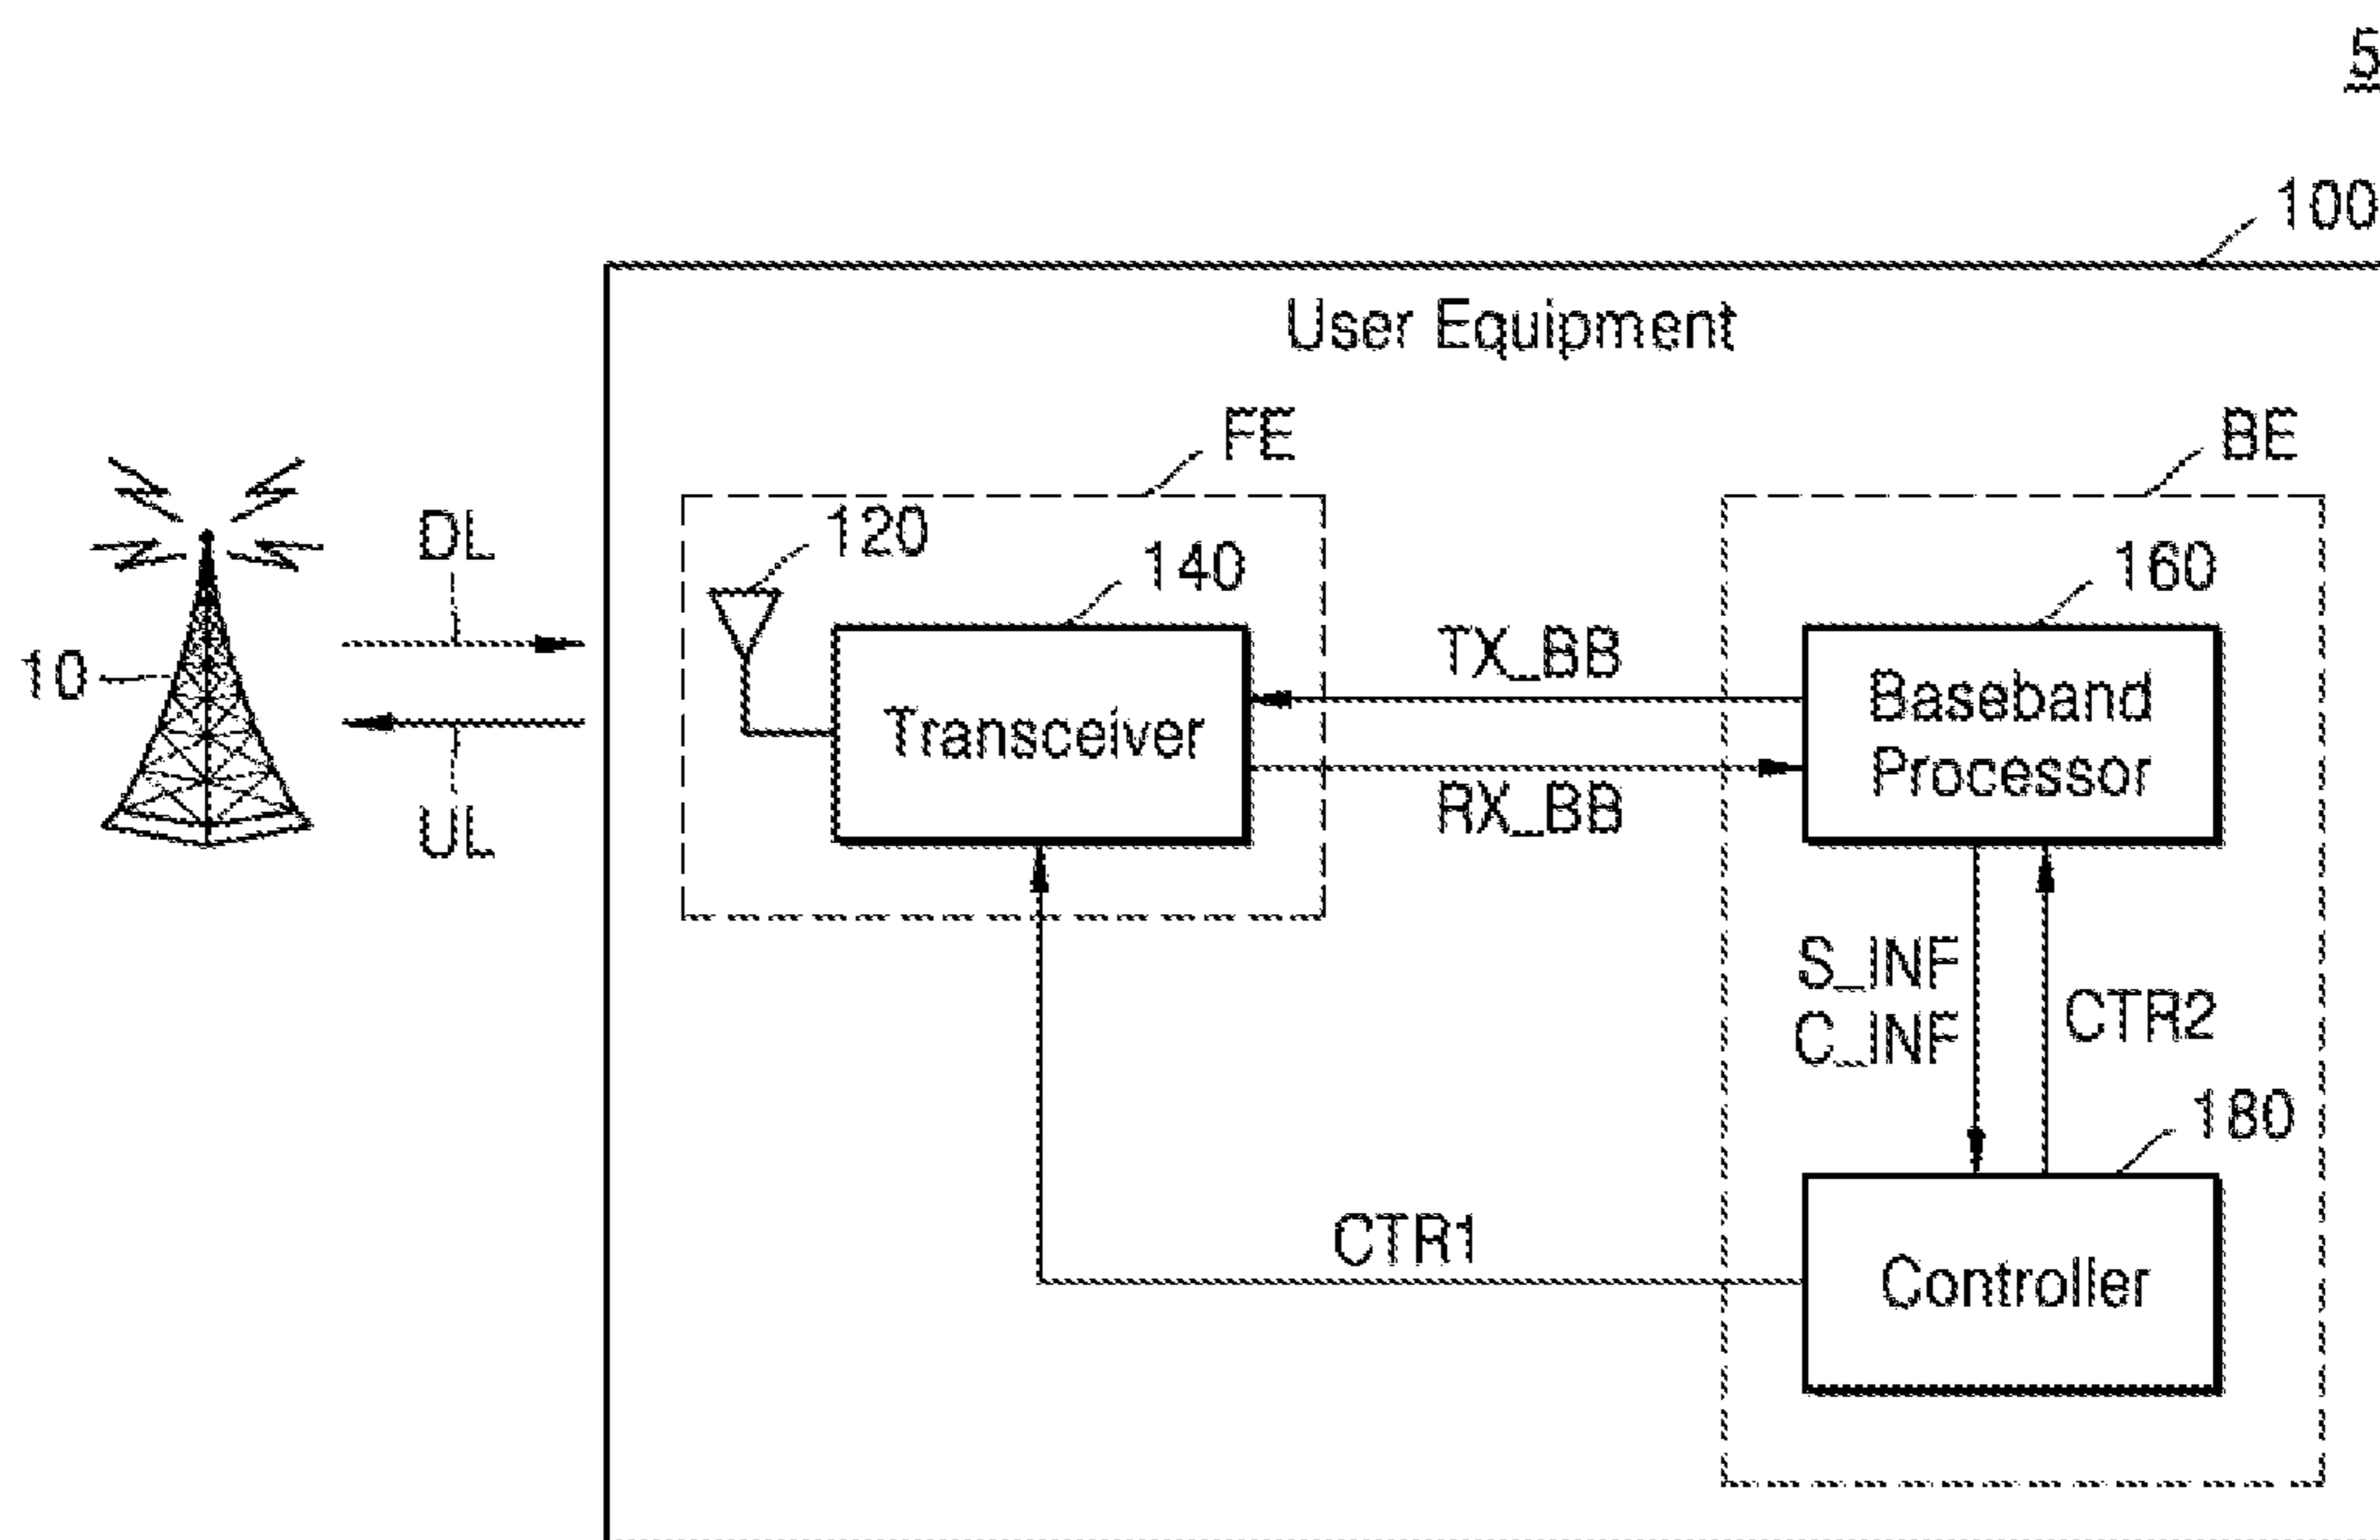 5
100
User Equipment
FE
BE
120
140
160
DL
10
UL
Transceiver
TX_BB
RX_BB
Baseband
Processor
S_INF
C_INF
CTR2
180
CTR1
Controller